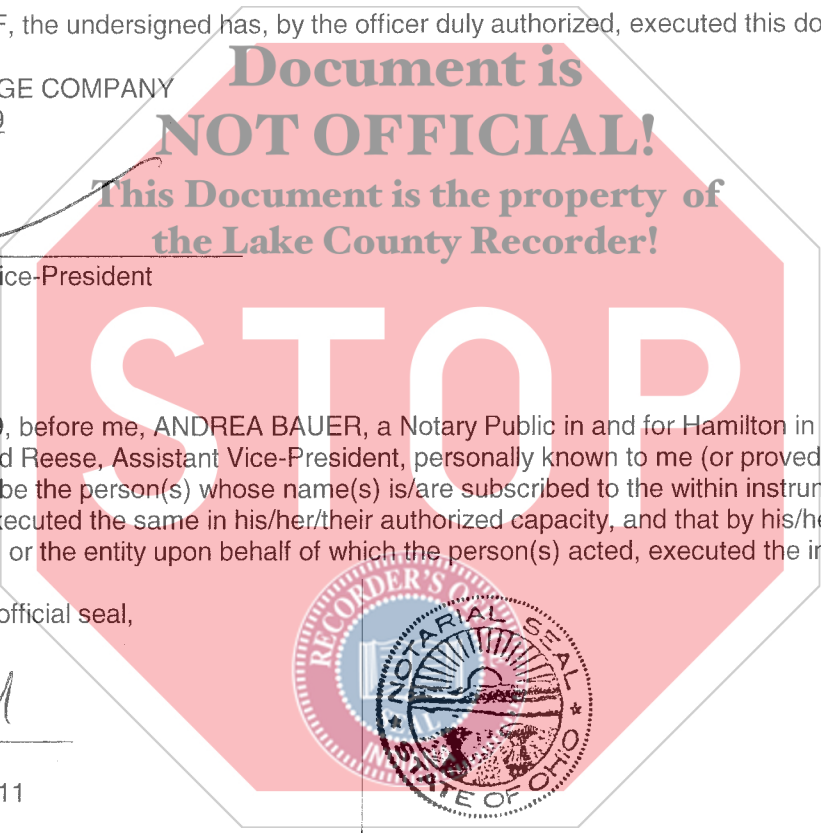 F, the undersigned has, by the officer duly authorized, executed this do
Document is
GE COMPANY
9
NOT OFFICIAL!
This Document is the property of
the Lake County Recorder!
ice-President
STOP
, before me, ANDREA BAUER, a Notary Public in and for Hamilton in
d Reese, Assistant Vice-President, personally known to me (or proved
be the person(s) whose name(s) is/are subscribed to the within instrun
xecuted the same in his/her/their authorized capacity, and that by his/he
or the entity upon behalf of which the person(s) acted, executed the i
official seal,
RECORDER'S O
SEAL
NOTARIAL SEAL
STATE OF OHIO
11